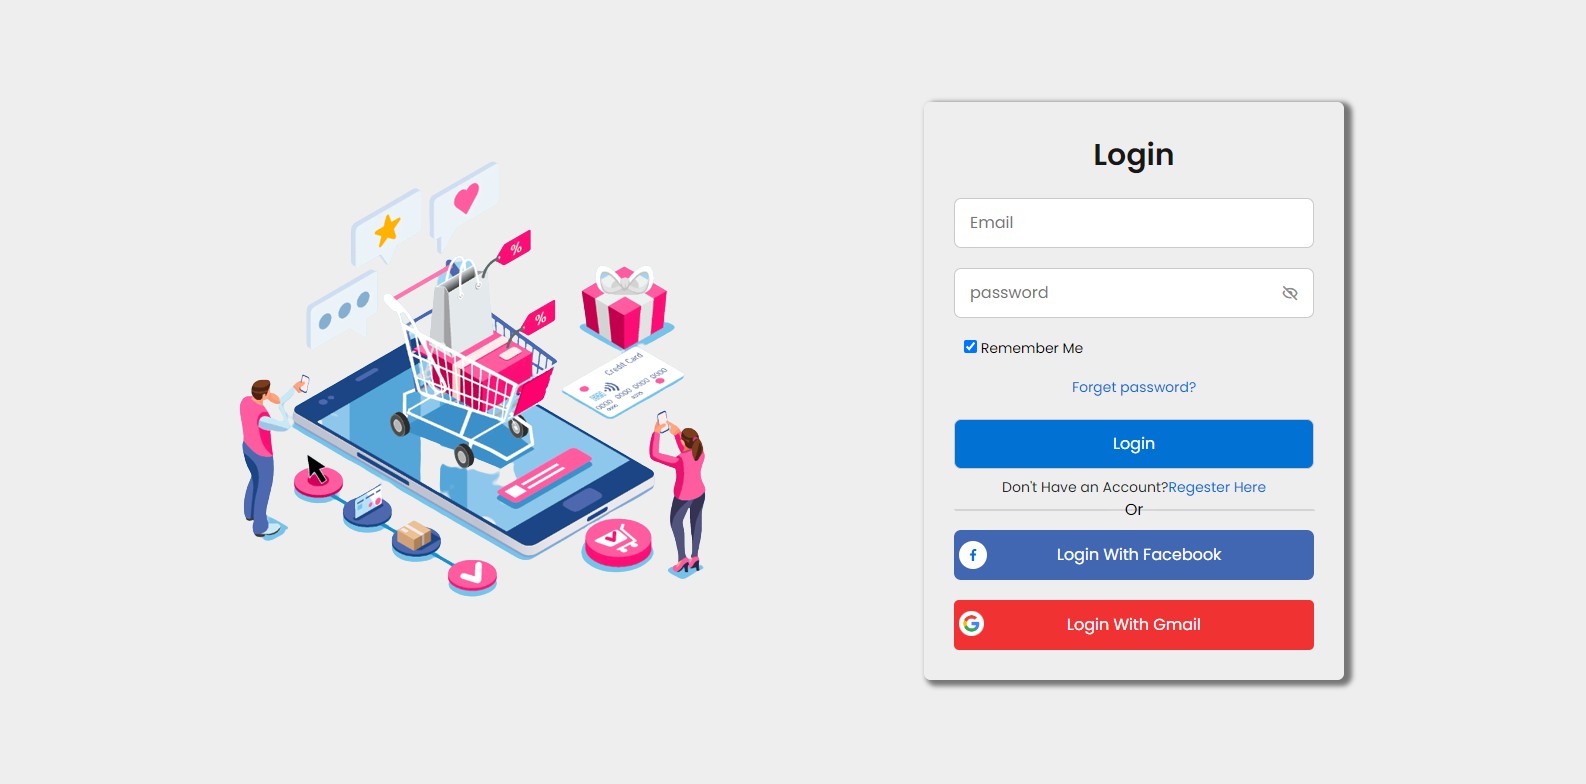 %
%
Credit Card
0000 0000 0000 0000
Login
Email
password
Remember Me
Forget password?
Login
Don't Have an Account?Regester Here
Or
Login With Facebook
Login With Gmail